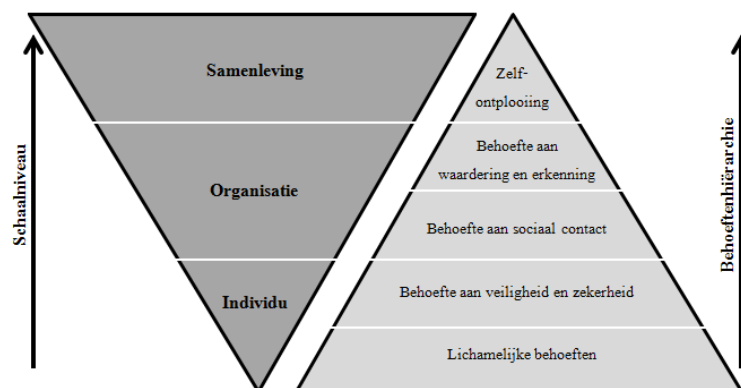 Schaalniveau
Samenleving
Organisatie
Individu
Zelf-
ontplooiing
Behoefte aan
waardering en erkenning
Behoefte aan sociaal contact
Behoefte aan veiligheid en zekerheid
Lichamelijke behoeften
Behoeftenhiërarchie